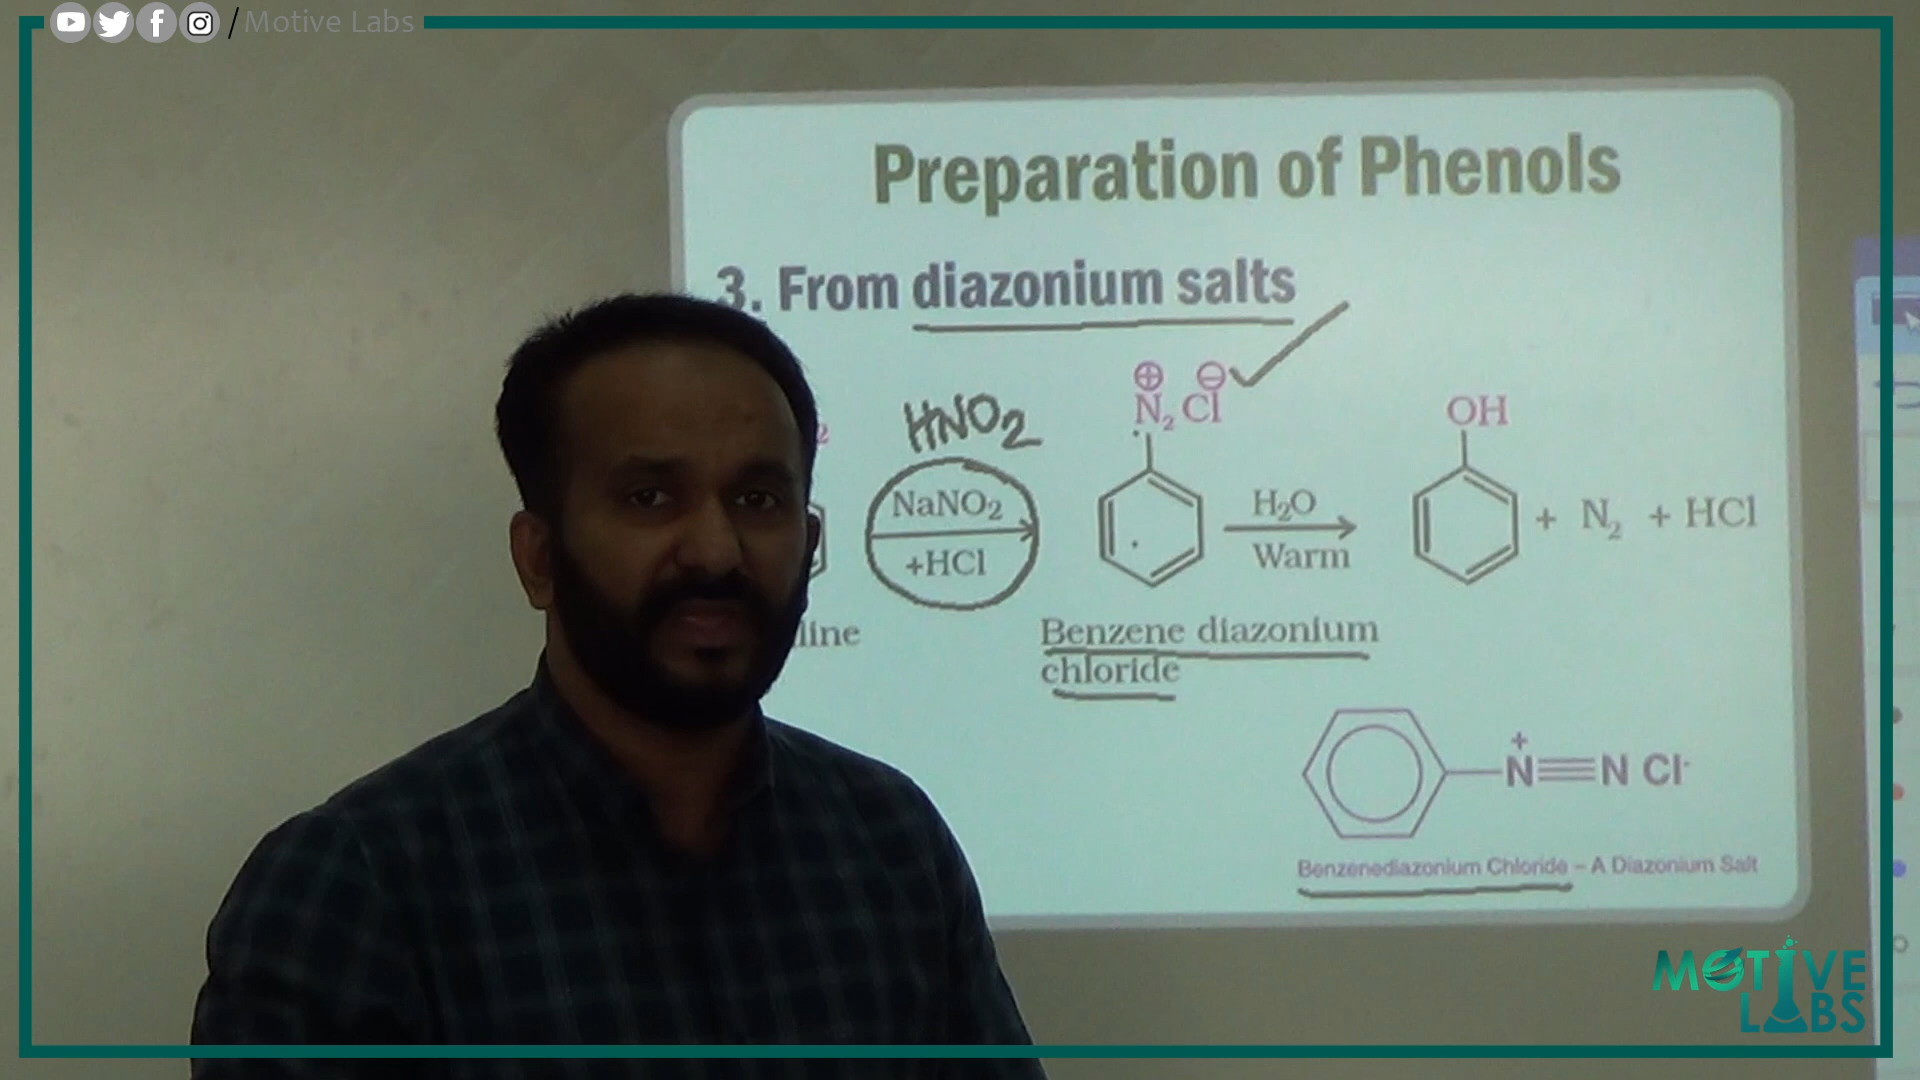 /Motive Labs
Preparation of Phenols
3. From diazonium salts
⊕ ⊖
N₂ Cl
HNO₂
OH
2
NaNO₂
+HCl
H₂O
Warm
+ N₂ + HCl
line
Benzene diazonium
chloride
+
N≡N Cl-
Benzenediazonium Chloride – A Diazonium Salt
MOTIVE
LABS